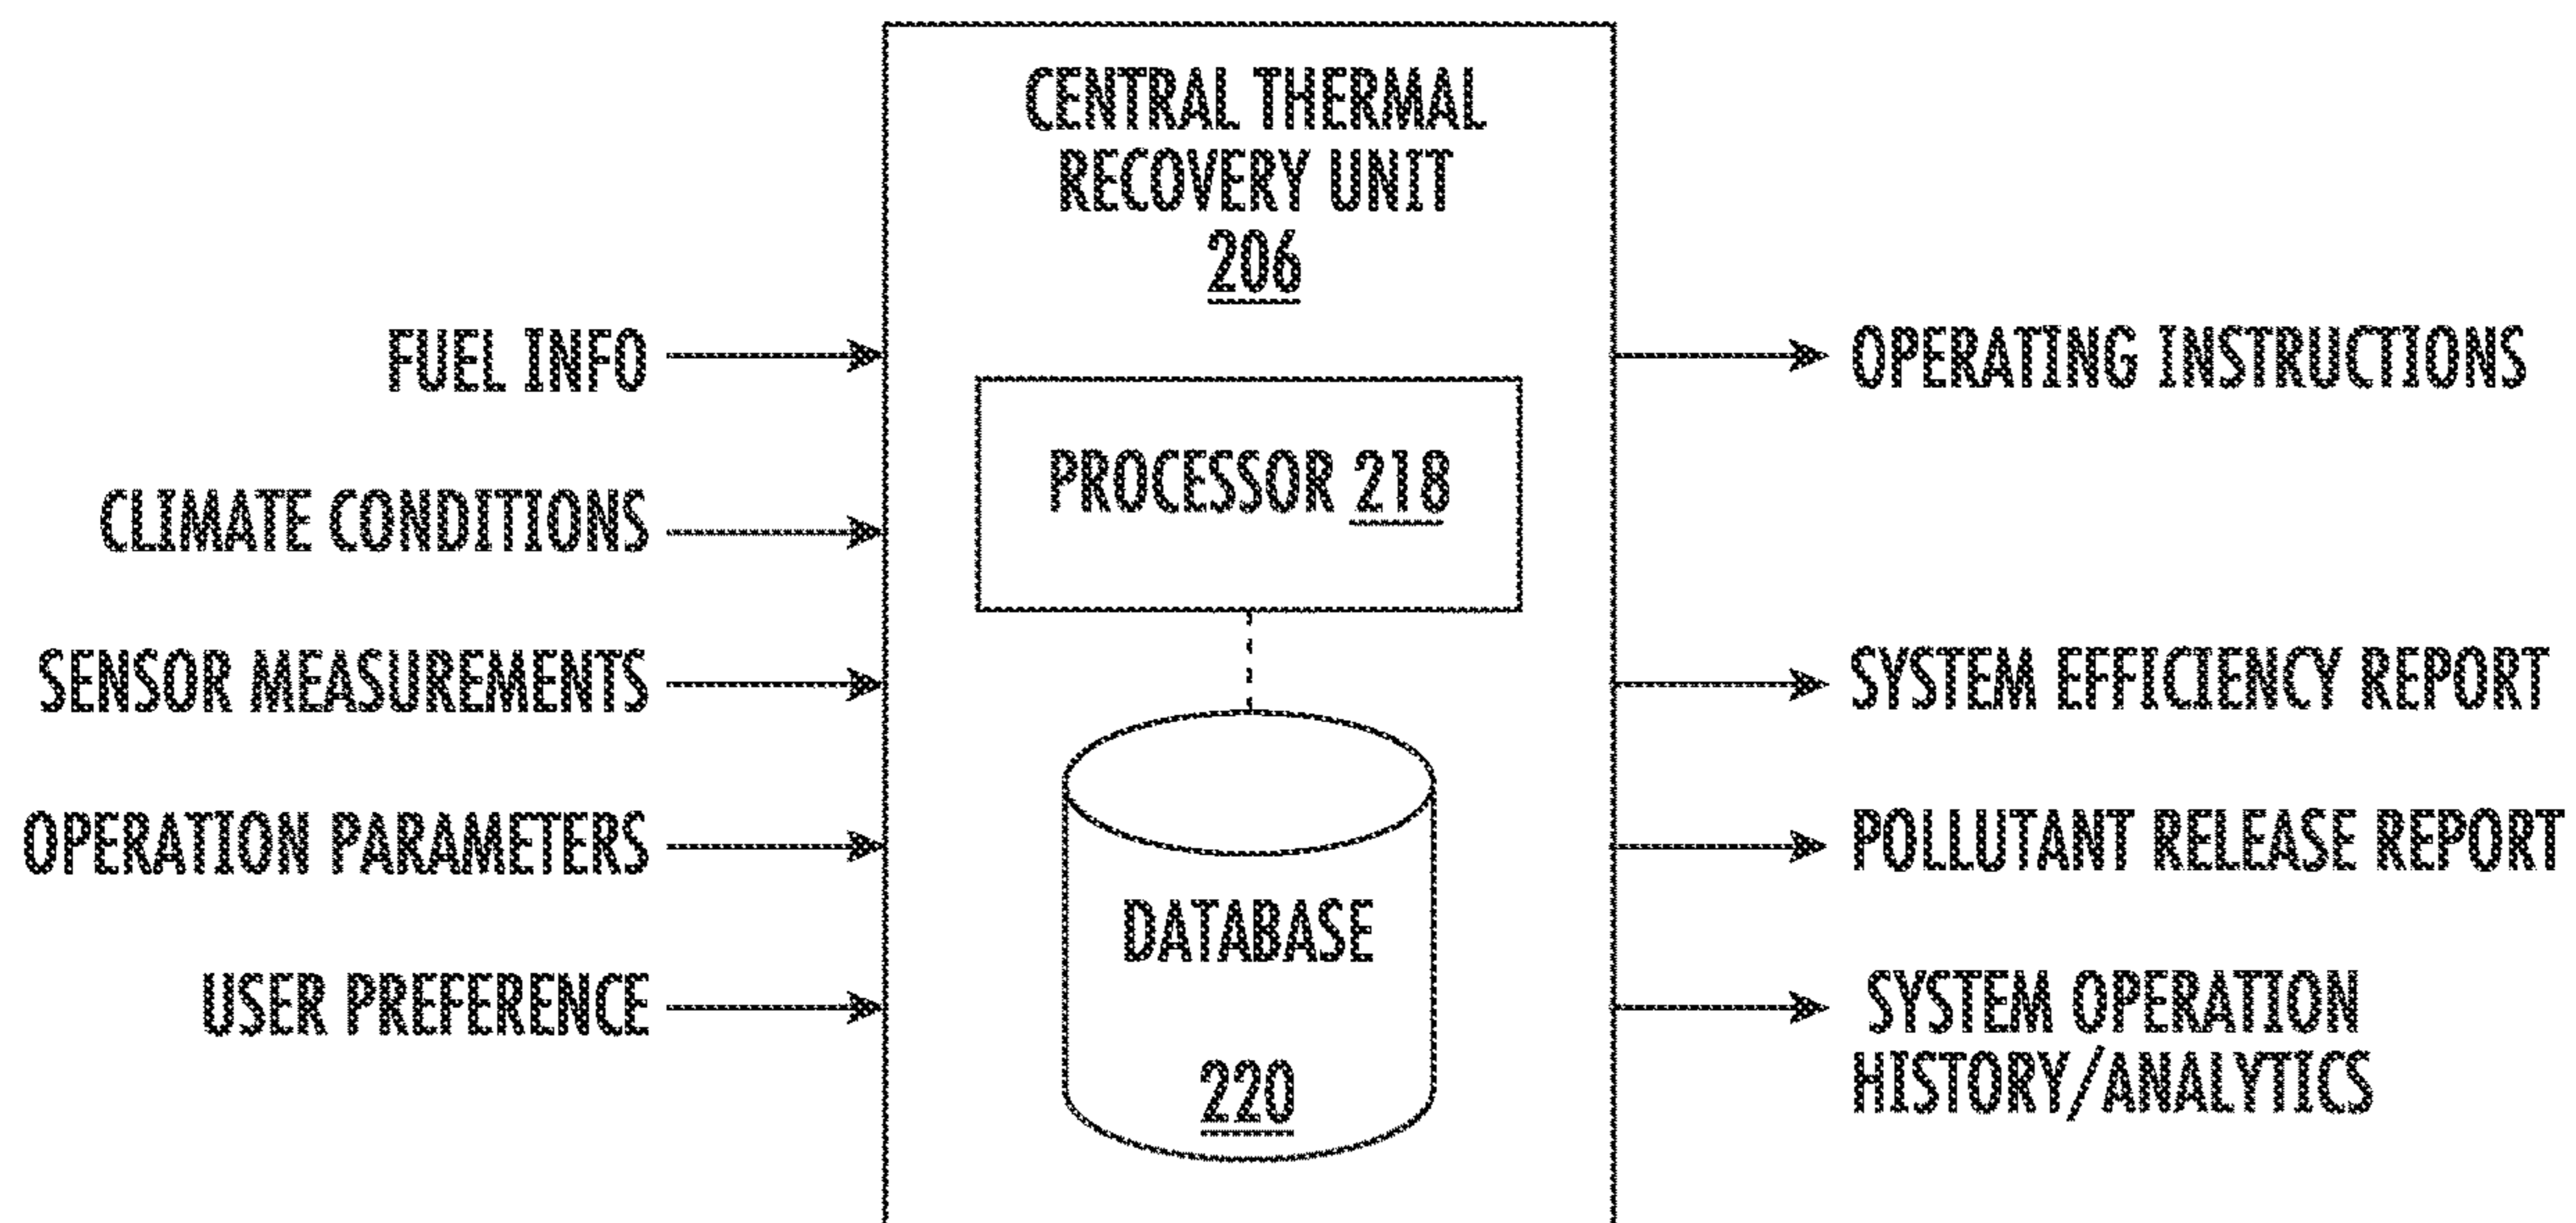 CENTRAL THERMAL
RECOVERY UNIT
206
FUEL INFO
CLIMATE CONDITIONS
SENSOR MEASUREMENTS
OPERATION PARAMETERS
USER PREFERENCE
PROCESSOR 218
DATABASE
220
OPERATING INSTRUCTIONS
SYSTEM EFFICIENCY REPORT
POLLUTANT RELEASE REPORT
SYSTEM OPERATION
HISTORY/ANALYTICS